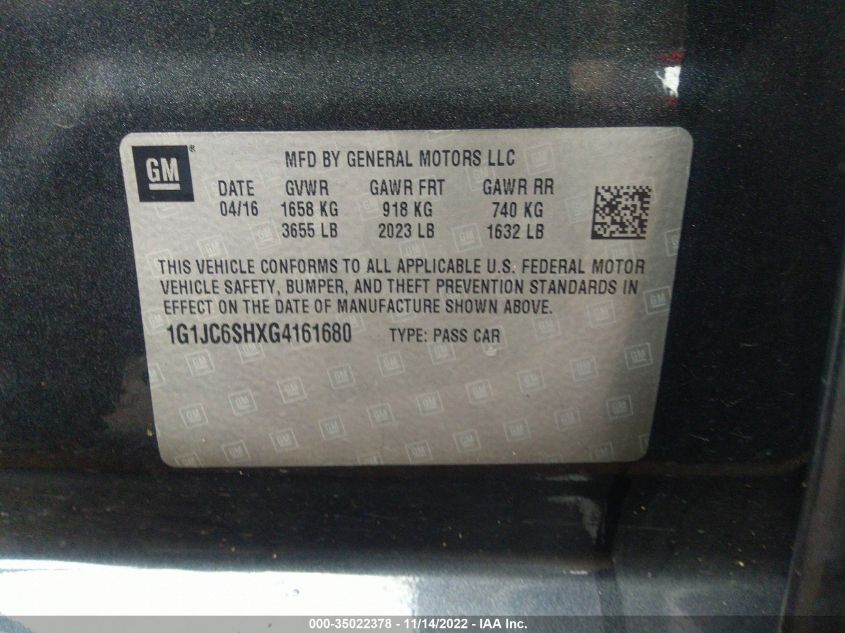 GM ®
MFD BY GENERAL MOTORS LLC
DATE GVWR GAWR FRT GAWR RR
04/16 1658 KG 918 KG 740 KG
3655 LB 2023 LB 1632 LB
THIS VEHICLE CONFORMS TO ALL APPLICABLE U.S. FEDERAL MOTOR
VEHICLE SAFETY, BUMPER, AND THEFT PREVENTION STANDARDS IN
EFFECT ON THE DATE OF MANUFACTURE SHOWN ABOVE.
1G1JC6SHXG4161680 TYPE: PASS CAR
000-35022378 - 11/14/2022 - IAA Inc.